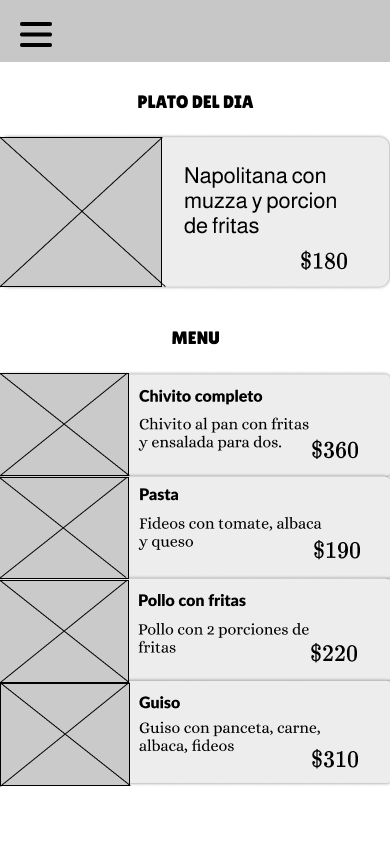 PLATO DEL DIA
Napolitana con
muzza y porcion
de fritas
$180
MENU
Chivito completo
Chivito al pan con fritas
y ensalada para dos.
$360
Pasta
Fideos con tomate, albaca
y queso
$190
Pollo con fritas
Pollo con 2 porciones de
fritas
$220
Guiso
Guiso con panceta, carne,
albaca, fideos
$310